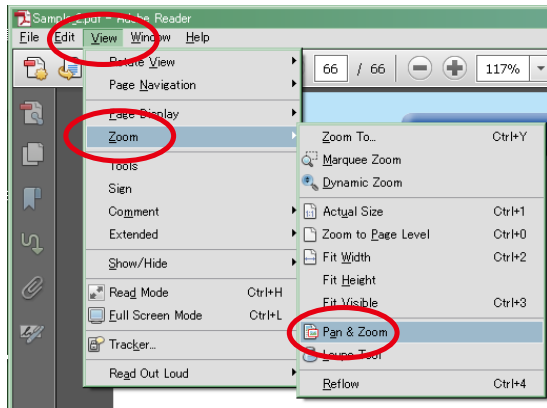 Sample_2.pdf - Adobe Reader
File Edit View Window Help
Rotate View
66 / 66 117%
Page Navigation
Page Display
Zoom
Tools
Sign
Comment
Extended
Show/Hide
Read Mode Ctrl+H
Full Screen Mode Ctrl+L
Tracker...
Read Out Loud
Zoom To... Ctrl+Y
Marquee Zoom
Dynamic Zoom
Actual Size Ctrl+1
Zoom to Page Level Ctrl+0
Fit Width Ctrl+2
Fit Height
Fit Visible Ctrl+3
Pan & Zoom
Loupe Tool
Reflow Ctrl+4